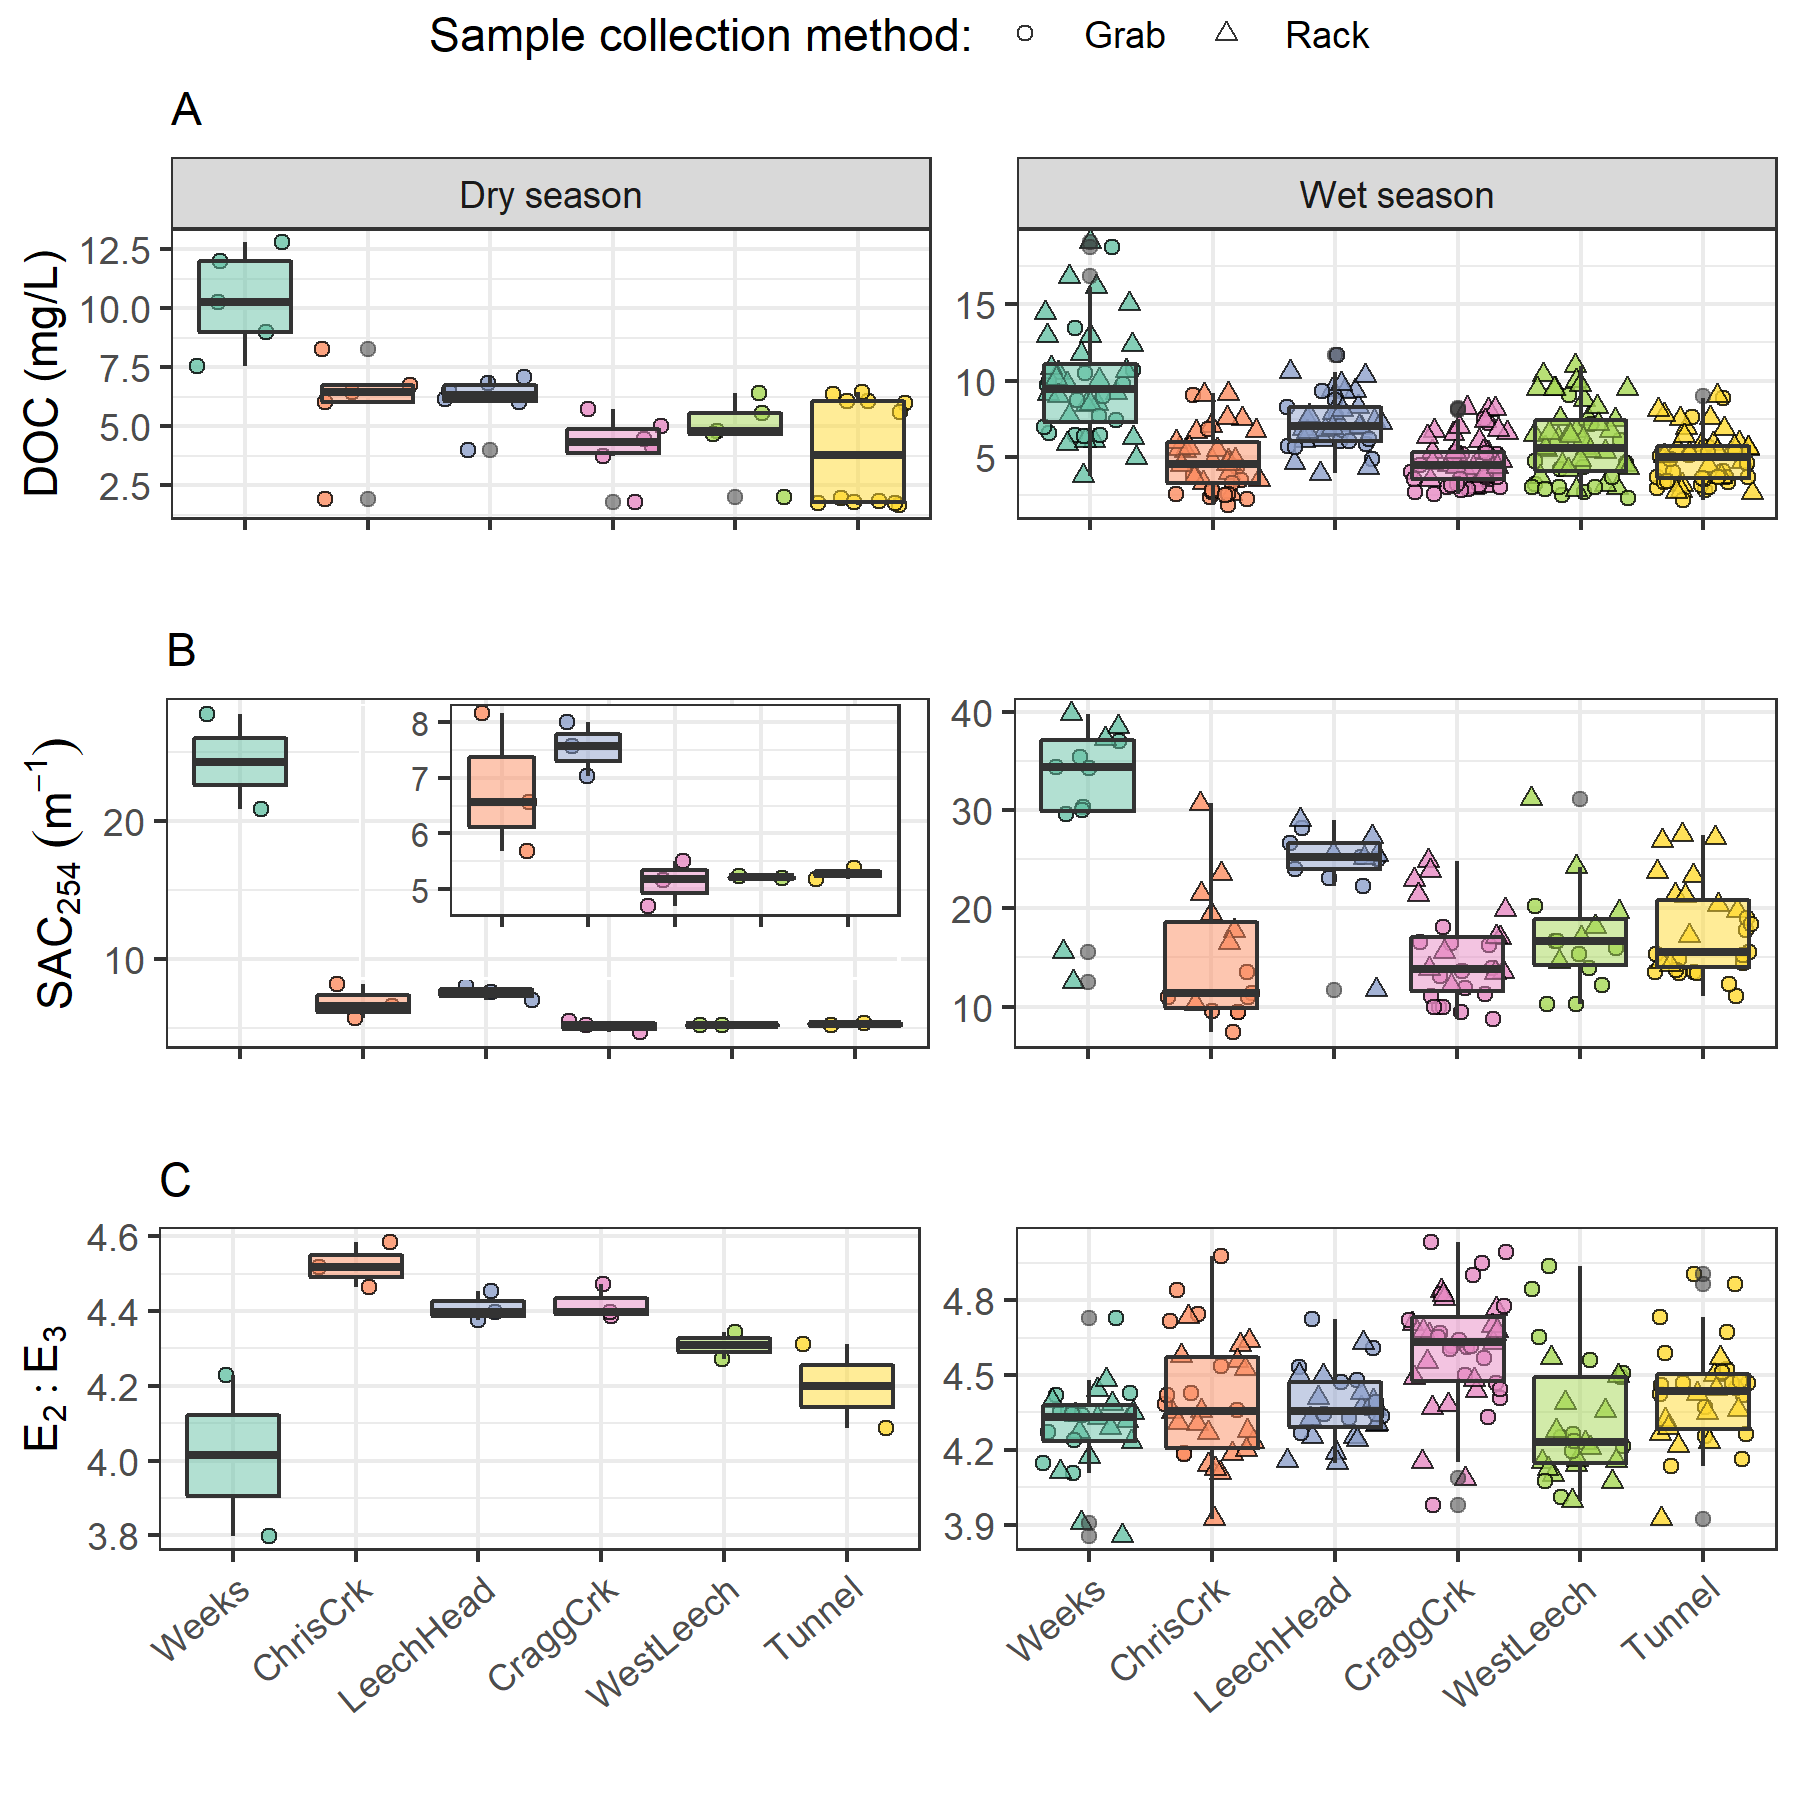 Sample collection method: Grab Rack
A
Dry season Wet season
DOC (mg/L)
12.5
10.0
7.5
5.0
2.5
15
10
5
B
SAC₂₅₄ (m⁻¹)
20
10
8
7
6
5
40
30
20
10
C
E₂ : E₃
4.6
4.4
4.2
4.0
3.8
4.8
4.5
4.2
3.9
Weeks ChrisCrk LeechHead CraggCrk WestLeech Tunnel
Weeks ChrisCrk LeechHead CraggCrk WestLeech Tunnel